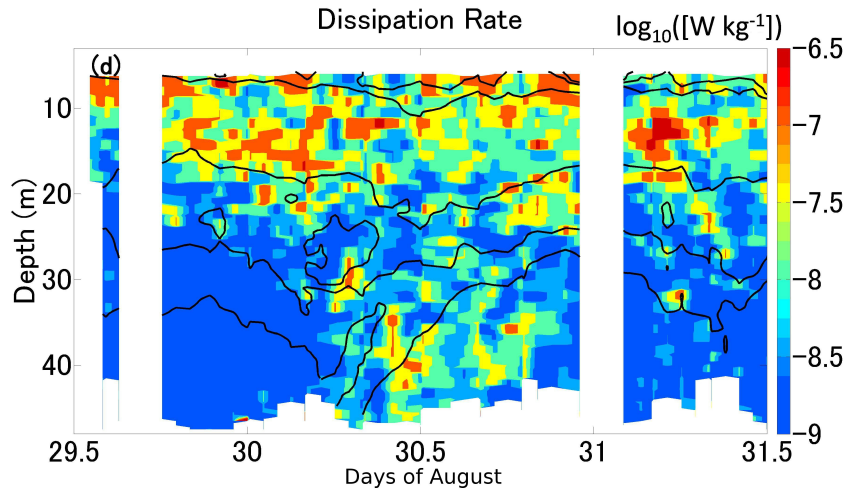 Dissipation Rate
log₁₀([W kg⁻¹])
(d)
Depth (m)
10
20
30
40
29.5 30 30.5 31 31.5
Days of August
−6.5
−7
−7.5
−8
−8.5
−9